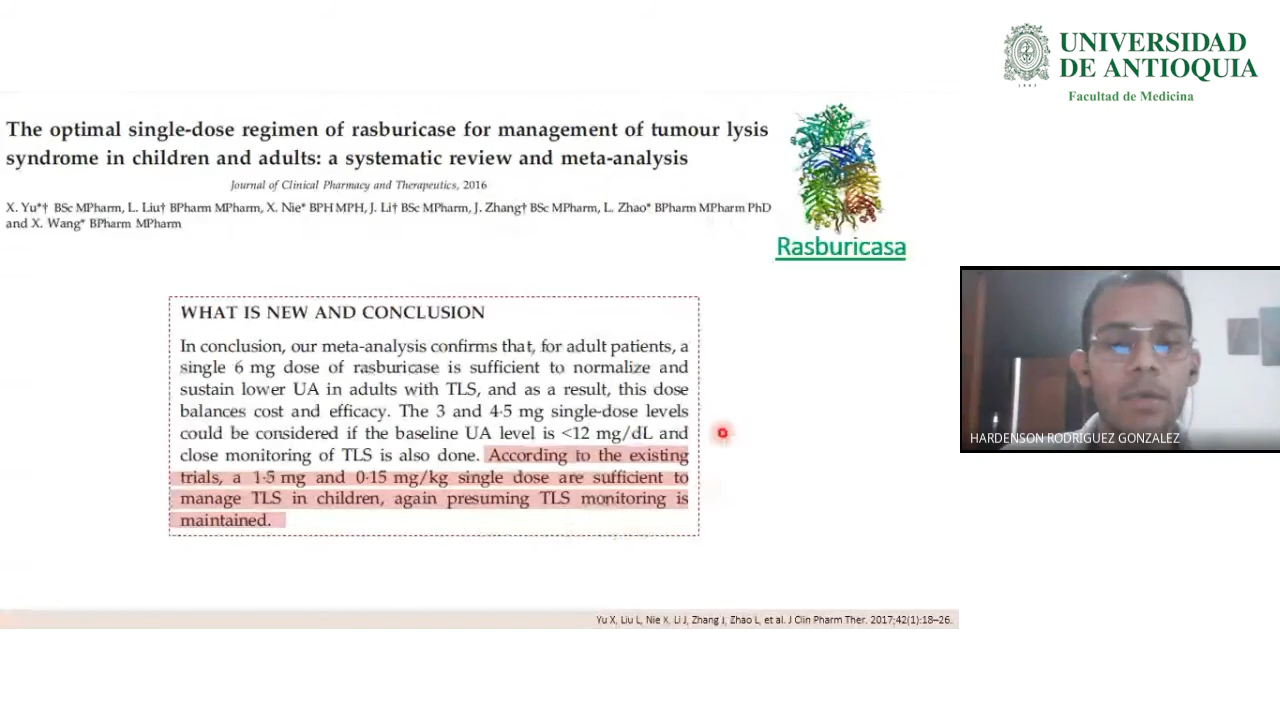 UNIVERSIDAD
DE ANTIOQUIA
1803
Facultad de Medicina
The optimal single-dose regimen of rasburicase for management of tumour lysis
syndrome in children and adults: a systematic review and meta-analysis
Journal of Clinical Pharmacy and Therapeutics, 2016
X. Yu*† BSc MPharm, L. Liu† BPharm MPharm, X. Nie* BPH MPH, J. Li† BSc MPharm, J. Zhang† BSc MPharm, L. Zhao* BPharm MPharm PhD
and X. Wang* BPharm MPharm
Rasburicasa
WHAT IS NEW AND CONCLUSION
In conclusion, our meta-analysis confirms that, for adult patients, a
single 6 mg dose of rasburicase is sufficient to normalize and
sustain lower UA in adults with TLS, and as a result, this dose
balances cost and efficacy. The 3 and 4·5 mg single-dose levels
could be considered if the baseline UA level is <12 mg/dL and
close monitoring of TLS is also done. According to the existing
trials, a 1·5 mg and 0·15 mg/kg single dose are sufficient to
manage TLS in children, again presuming TLS monitoring is
maintained.
HARDENSON RODRIGUEZ GONZALEZ
Yu X, Liu L, Nie X, Li J, Zhang J, Zhao L, et al. J Clin Pharm Ther. 2017;42(1):18–26.